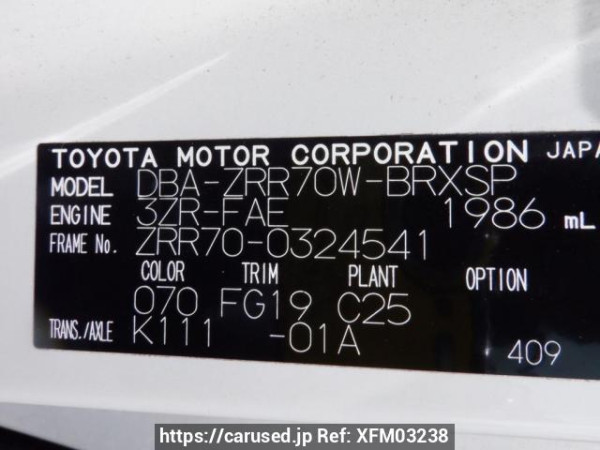 TOYOTA MOTOR CORPORATION JAPA
MODEL DBA-ZRR70W-BRXSP
ENGINE 3ZR-FAE 1986 mL
FRAME No. ZRR70-0324541
COLOR TRIM PLANT OPTION
070 FG19 C25
TRANS./AXLE K111 -01A
409
https://carused.jp Ref: XFM03238